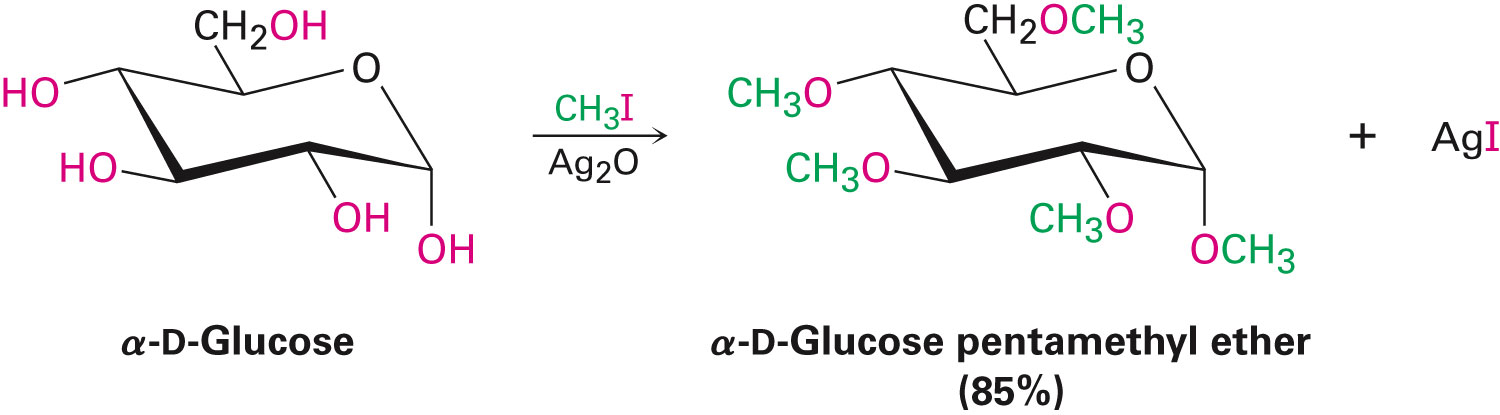 CH₂OH
HO
O
HO
OH
OH
CH₃I
Ag₂O
CH₂OCH₃
CH₃O
O
CH₃O
CH₃O
OCH₃
+ AgI
α-D-Glucose
α-D-Glucose pentamethyl ether
(85%)